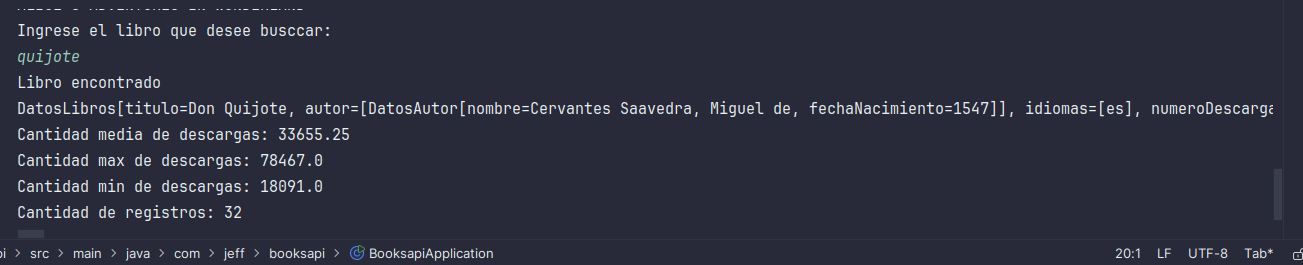 Ingrese el libro que desee busccar:
quijote
Libro encontrado
DatosLibros[titulo=Don Quijote, autor=[DatosAutor[nombre=Cervantes Saavedra, Miguel de, fechaNacimiento=1547]], idiomas=[es], numeroDescarga
Cantidad media de descargas: 33655.25
Cantidad max de descargas: 78467.0
Cantidad min de descargas: 18091.0
Cantidad de registros: 32
pi > src > main > java > com > jeff > booksapi > BooksapiApplication 20:1 LF UTF-8 Tab*